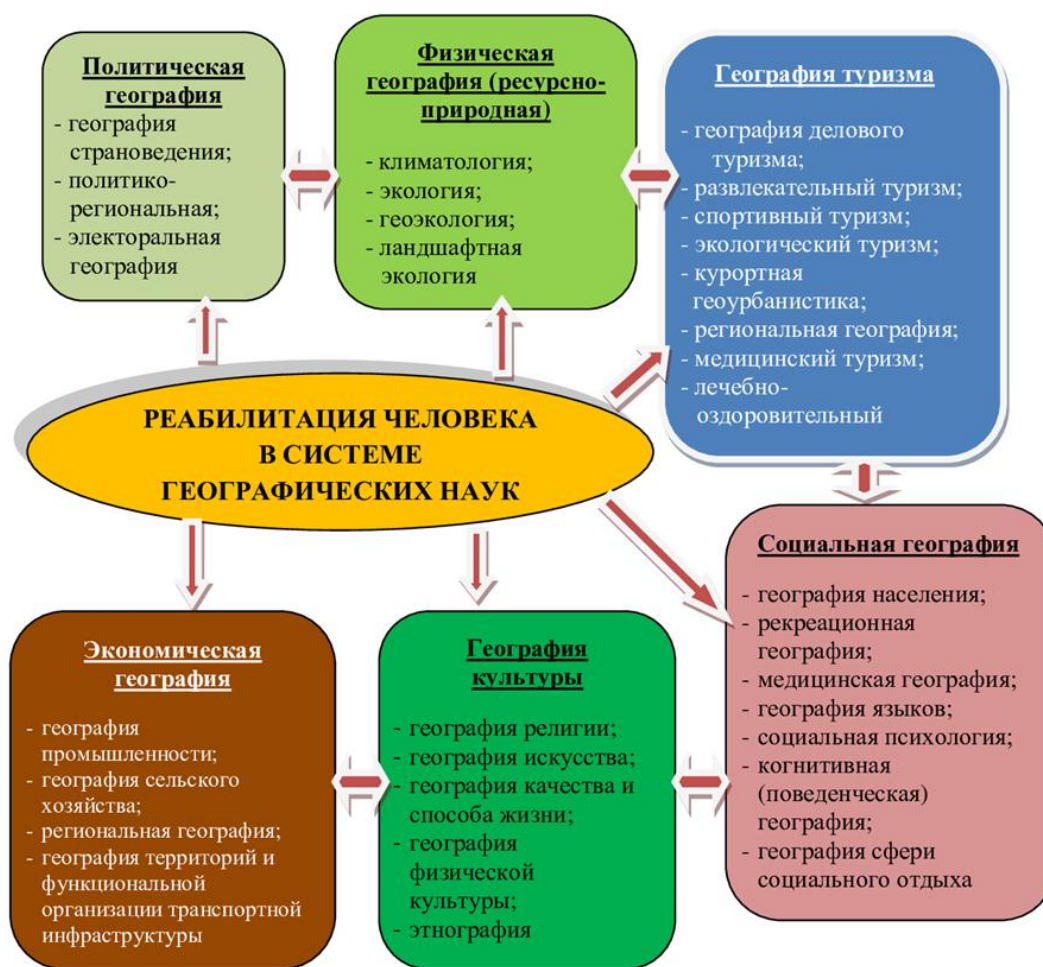 Политическая
география
- география
страноведения;
- политико-
региональная;
- электоральная
география
Физическая
география (ресурсно-
природная)
- климатология;
- экология;
- геоэкология;
- ландшафтная
экология
География туризма
- география делового
туризма;
- развлекательный туризм;
- спортивный туризм;
- экологический туризм;
- курортная
геоурбанистика;
- региональная география;
- медицинский туризм;
- лечебно-
оздоровительный
РЕАБИЛИТАЦИЯ ЧЕЛОВЕКА
В СИСТЕМЕ
ГЕОГРАФИЧЕСКИХ НАУК
Экономическая
география
- география
промышленности;
- география сельского
хозяйства;
- региональная география;
- география территорий и
функциональной
организации транспортной
инфраструктуры
География
культуры
- география религии;
- география искусства;
- география качества и
способа жизни;
- география
физической
культуры;
- этнография
Социальная география
- география населения;
- рекреационная
география;
- медицинская география;
- география языков;
- социальная психология;
- когнитивная
(поведенческая)
география;
- география сфери
социального отдыха